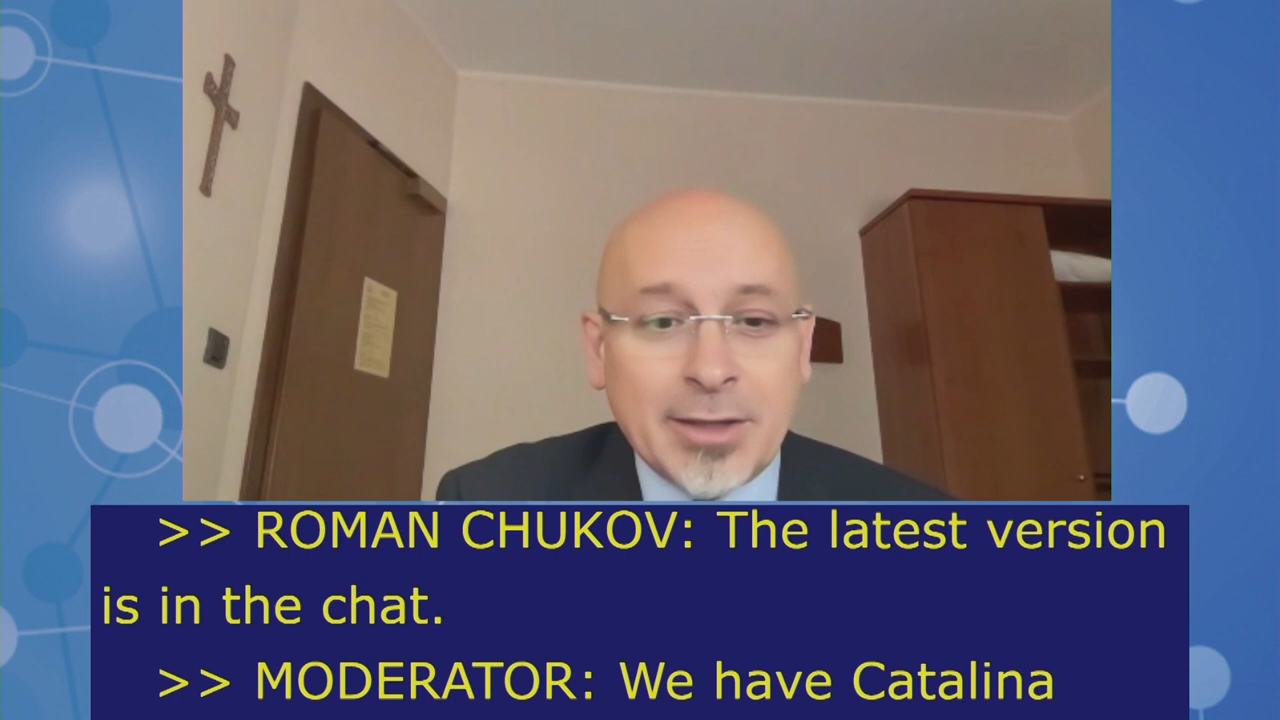 >> ROMAN CHUKOV: The latest version
is in the chat.
>> MODERATOR: We have Catalina